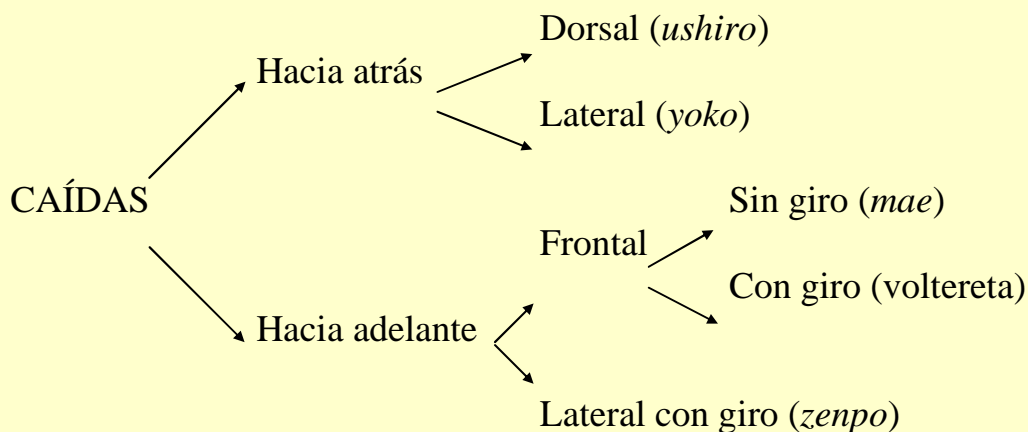 Dorsal (ushiro)
Hacia atrás
Lateral (yoko)
CAÍDAS
Sin giro (mae)
Frontal
Con giro (voltereta)
Hacia adelante
Lateral con giro (zenpo)